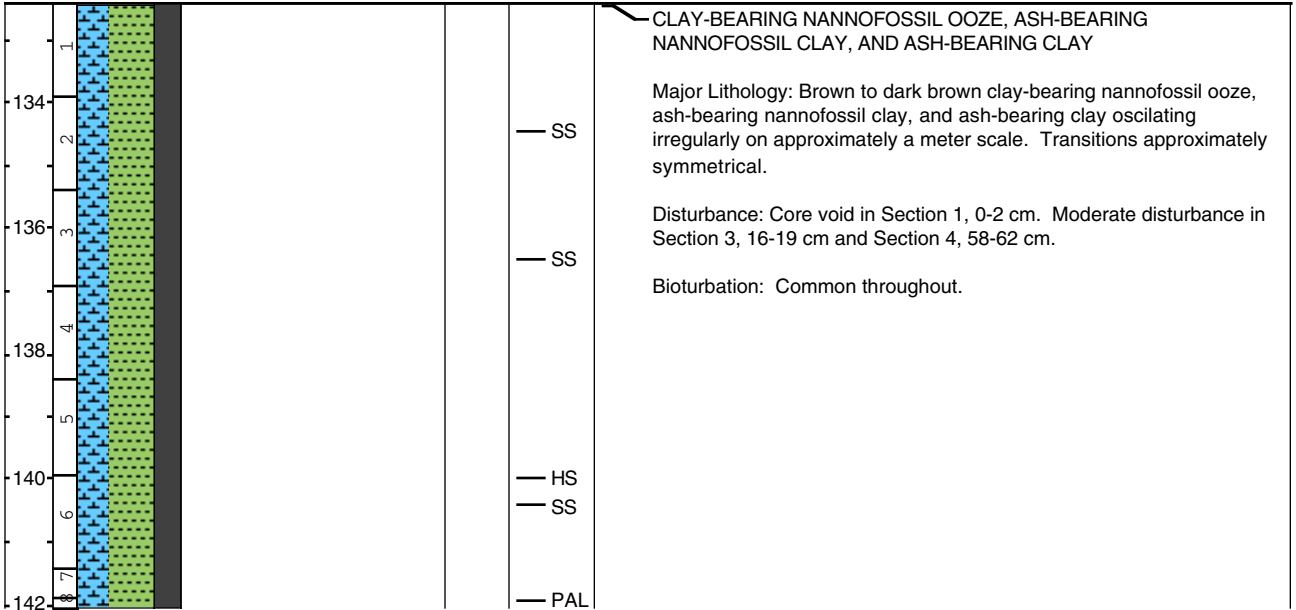 CLAY-BEARING NANNOFOSSIL OOZE, ASH-BEARING
NANNOFOSSIL CLAY, AND ASH-BEARING CLAY
Major Lithology: Brown to dark brown clay-bearing nannofossil ooze,
ash-bearing nannofossil clay, and ash-bearing clay oscilating
irregularly on approximately a meter scale. Transitions approximately
symmetrical.
Disturbance: Core void in Section 1, 0-2 cm. Moderate disturbance in
Section 3, 16-19 cm and Section 4, 58-62 cm.
Bioturbation: Common throughout.
1
134
2
SS
136
3
SS
4
138
5
140
HS
6
SS
7
8
142
PAL